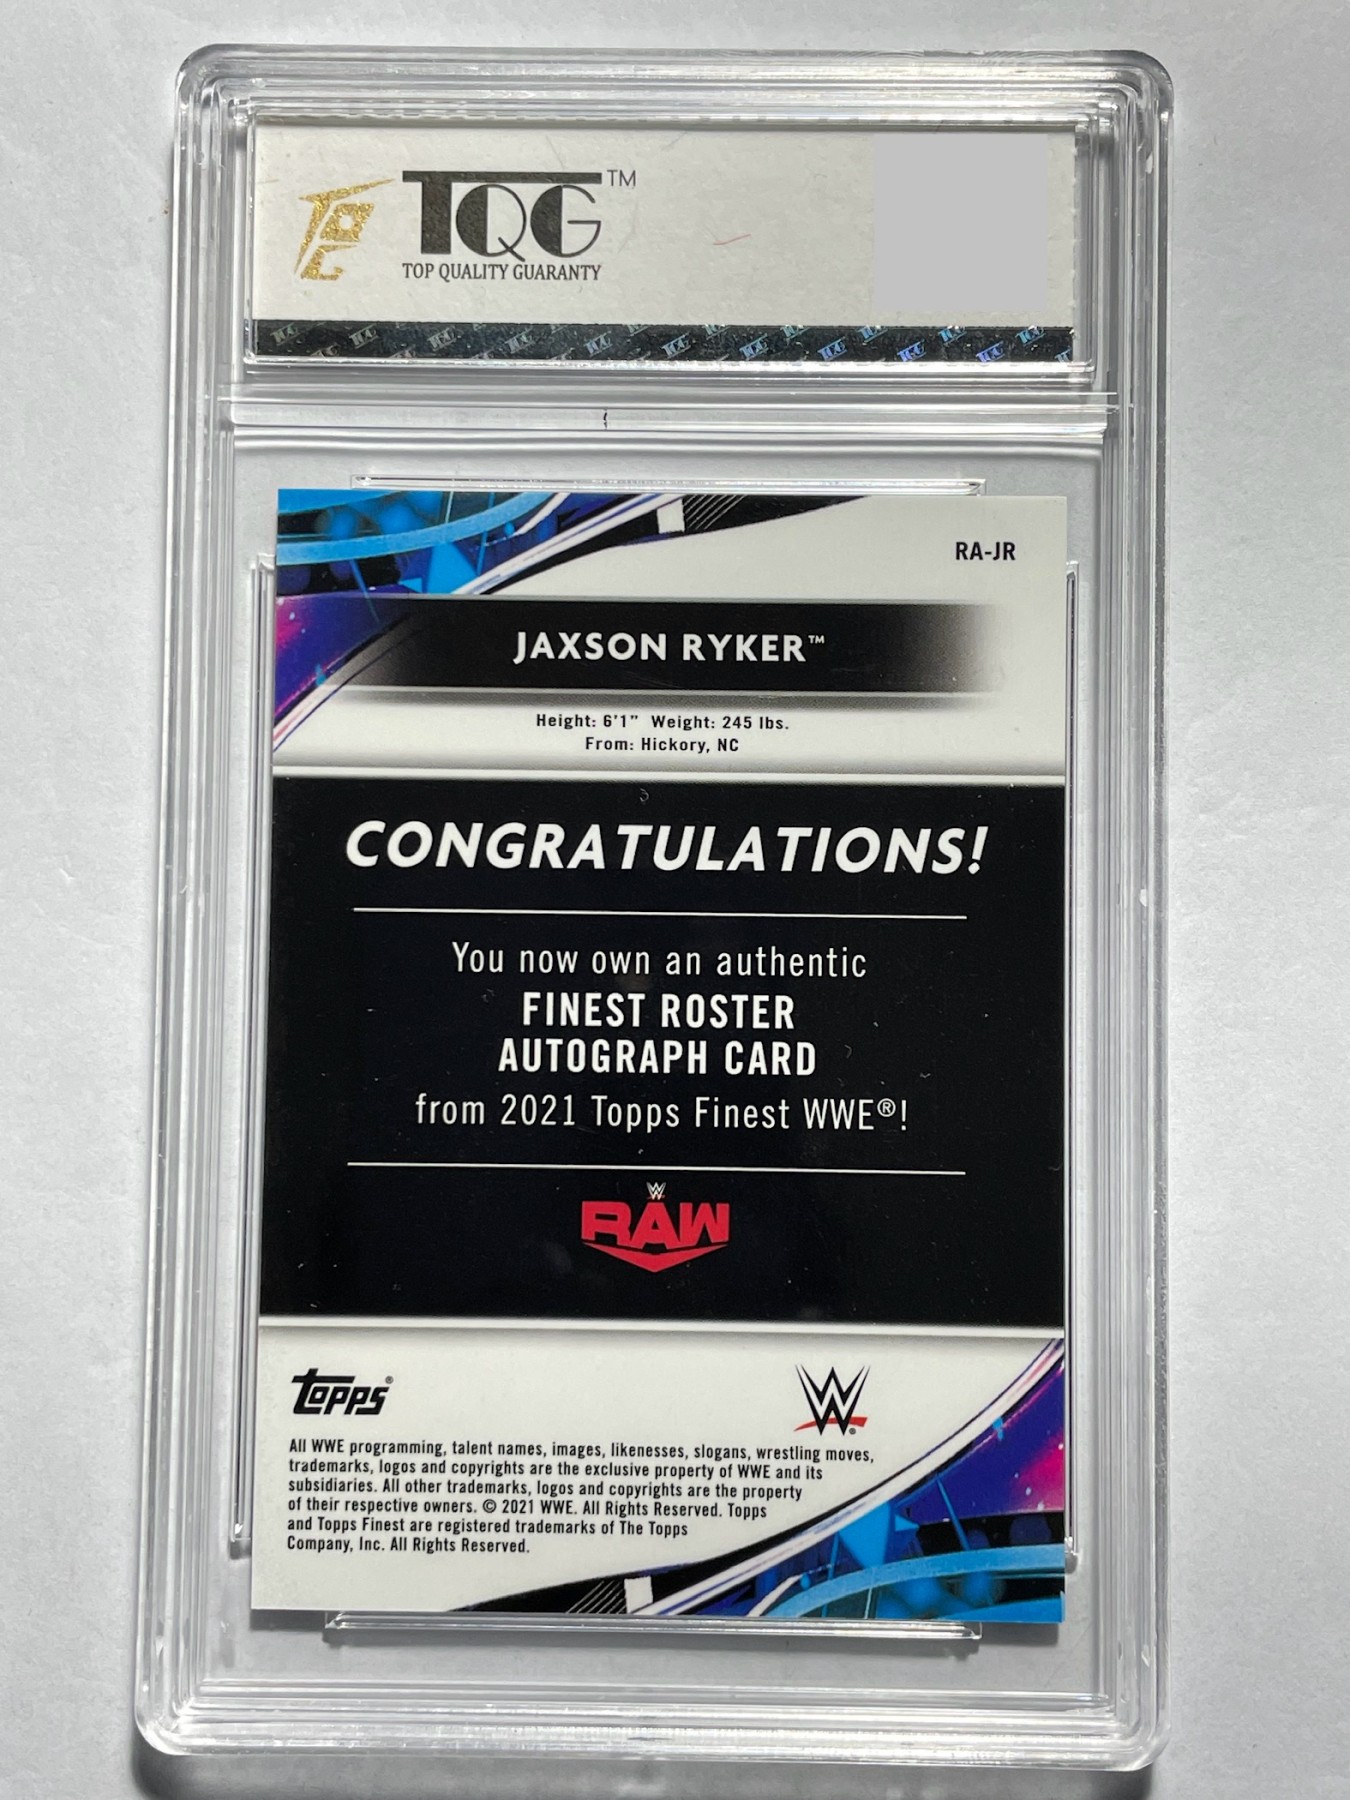 TQG™
TOP QUALITY GUARANTY
RA-JR
JAXSON RYKER™
Height: 6'1" Weight: 245 lbs.
From: Hickory, NC
CONGRATULATIONS!
You now own an authentic
FINEST ROSTER
AUTOGRAPH CARD
from 2021 Topps Finest WWE®!
W
RAW
topps®
W®
All WWE programming, talent names, images, likenesses, slogans, wrestling moves,
trademarks, logos and copyrights are the exclusive property of WWE and its
subsidiaries. All other trademarks, logos and copyrights are the property
of their respective owners. © 2021 WWE. All Rights Reserved. Topps
and Topps Finest are registered trademarks of The Topps
Company, Inc. All Rights Reserved.